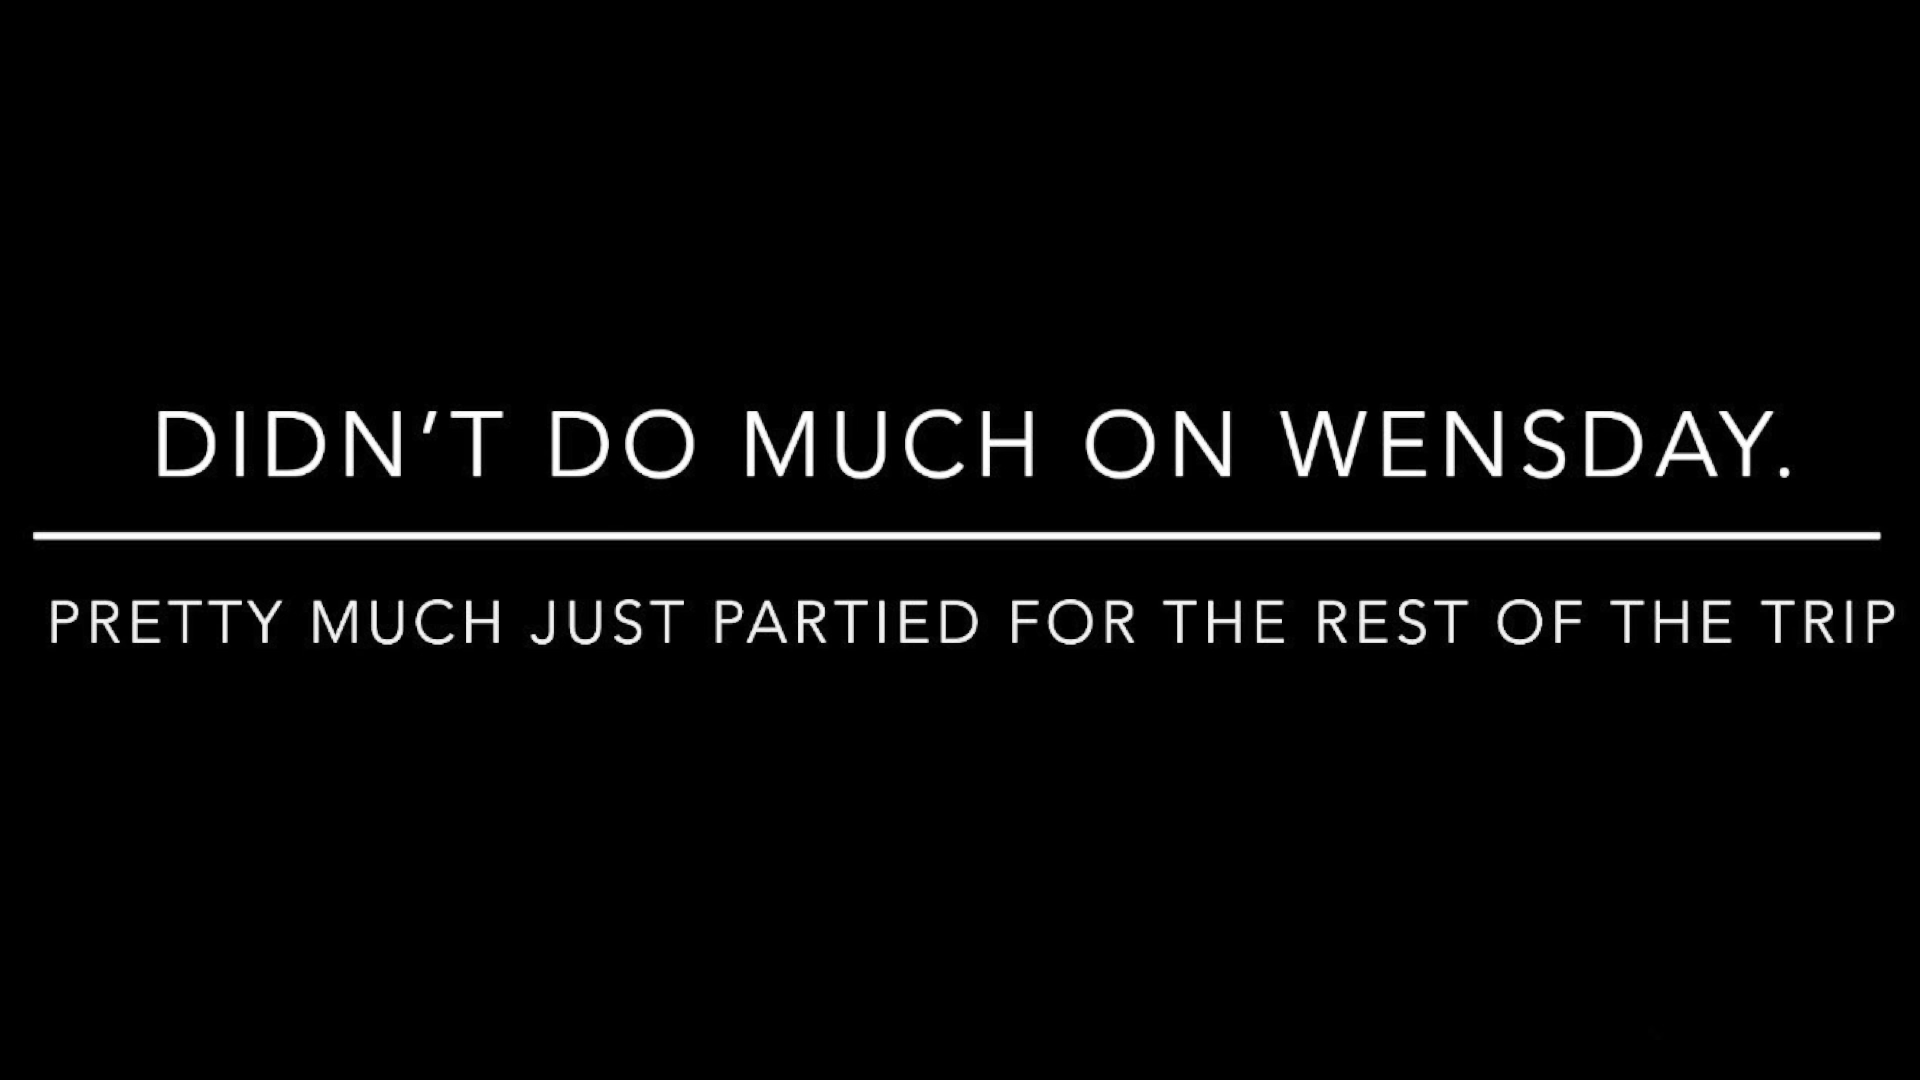 DIDN’T DO MUCH ON WENSDAY.
PRETTY MUCH JUST PARTIED FOR THE REST OF THE TRIP